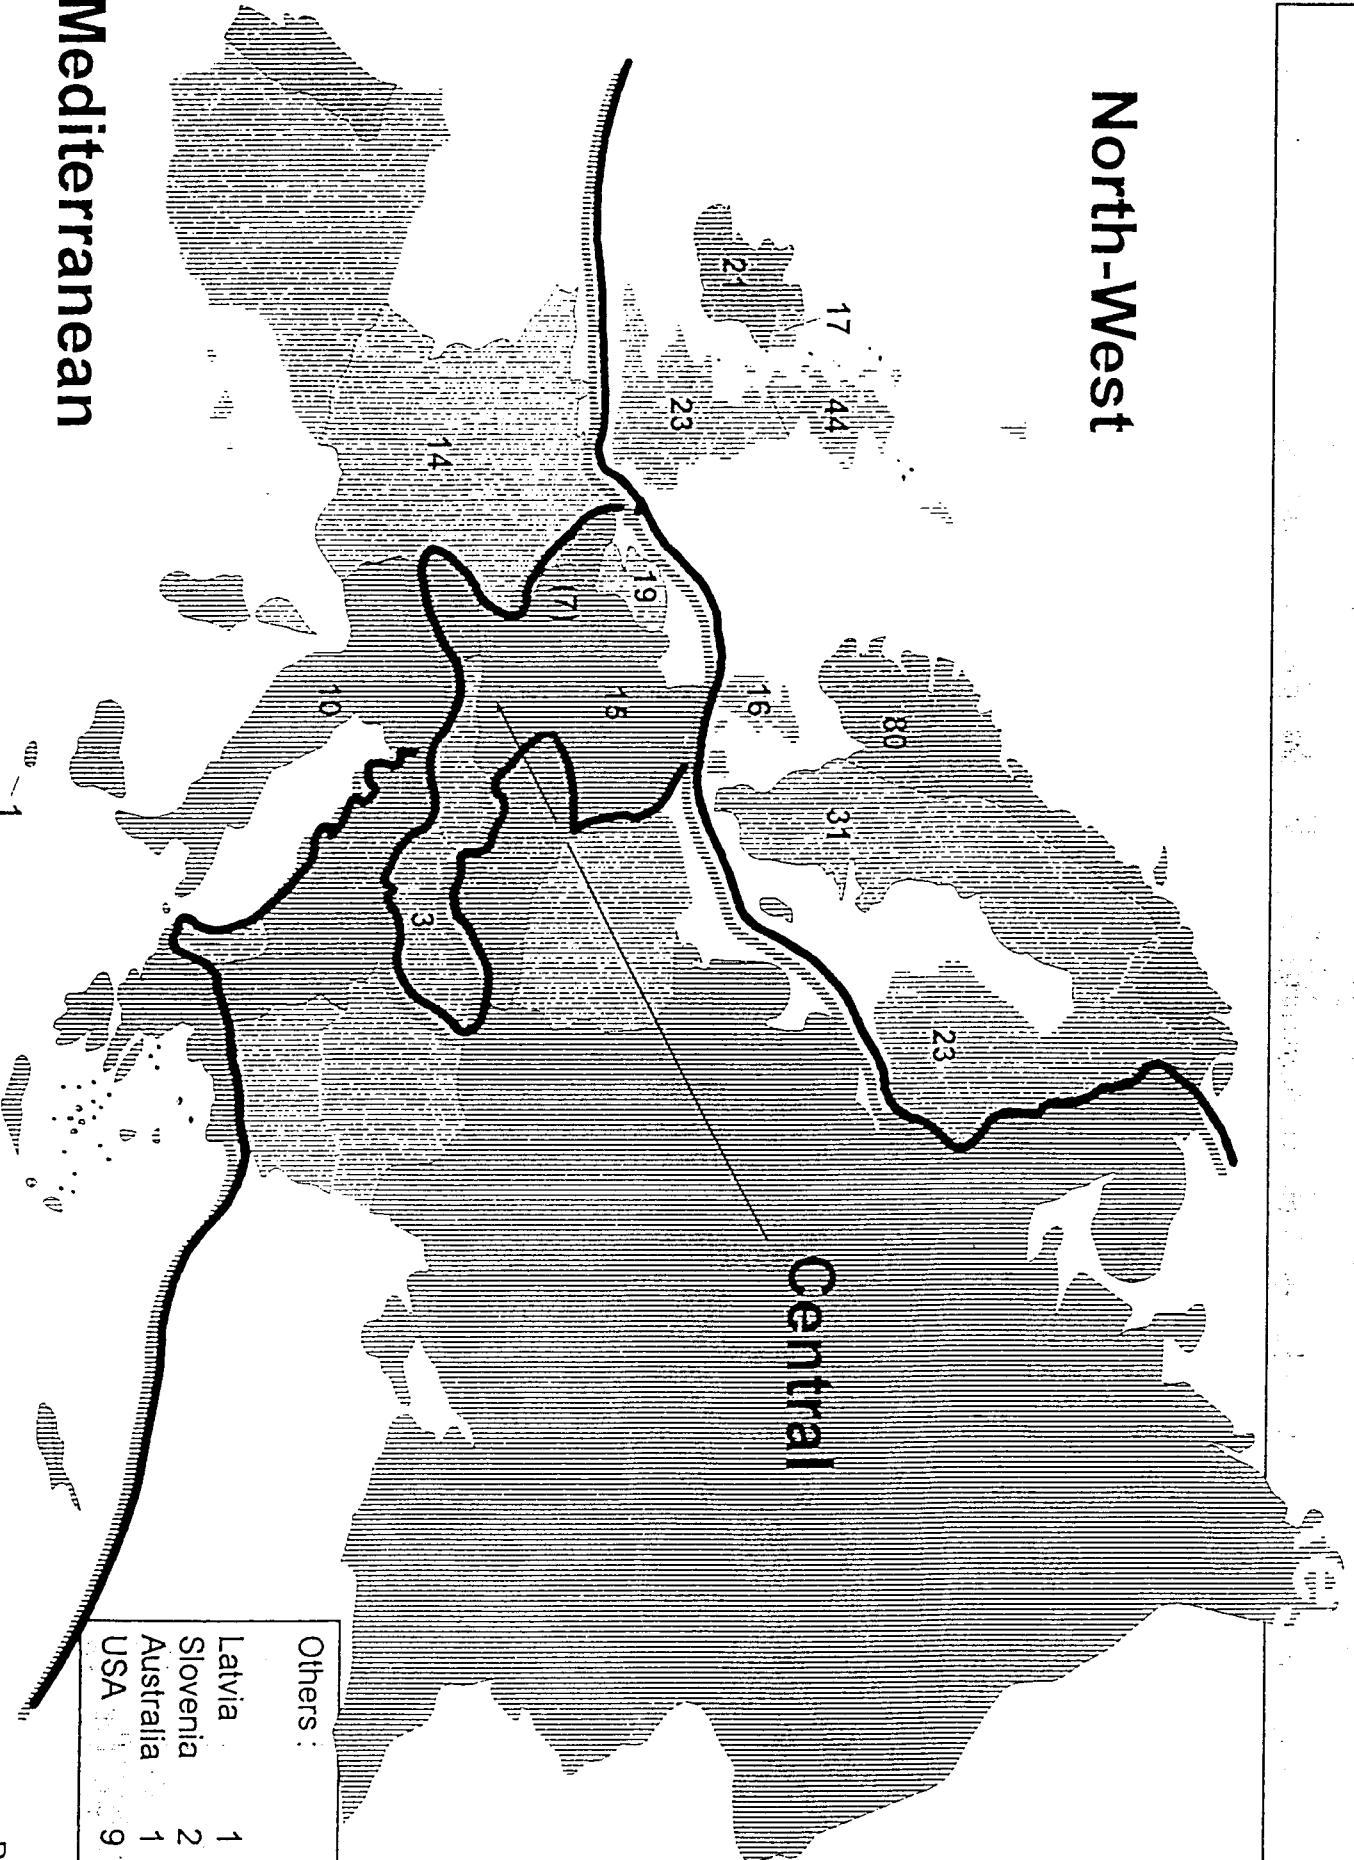 North-West
17
21
44
23
80
31
23
16
19
15
(7)
14
10
3
1
Central
Mediterranean
Others :
Latvia 1
Slovenia 2
Australia 1
USA 9